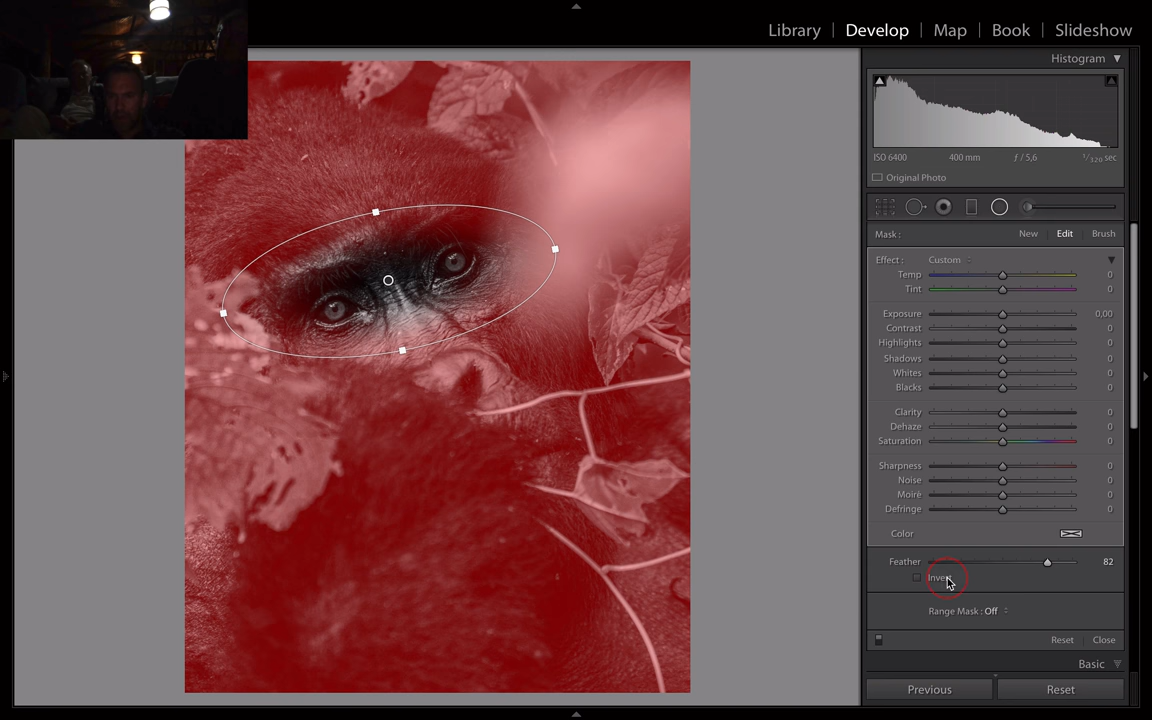 Library | Develop | Map | Book | Slideshow
Histogram
ISO 6400 400 mm ƒ / 5,6 1/320 sec
Original Photo
Mask : New Edit Brush
Effect : Custom
Temp 0
Tint 0
Exposure 0,00
Contrast 0
Highlights 0
Shadows 0
Whites 0
Blacks 0
Clarity 0
Dehaze 0
Saturation 0
Sharpness 0
Noise 0
Moiré 0
Defringe 0
Color
Feather 82
Invert
Range Mask : Off
Reset Close
Basic
Previous Reset